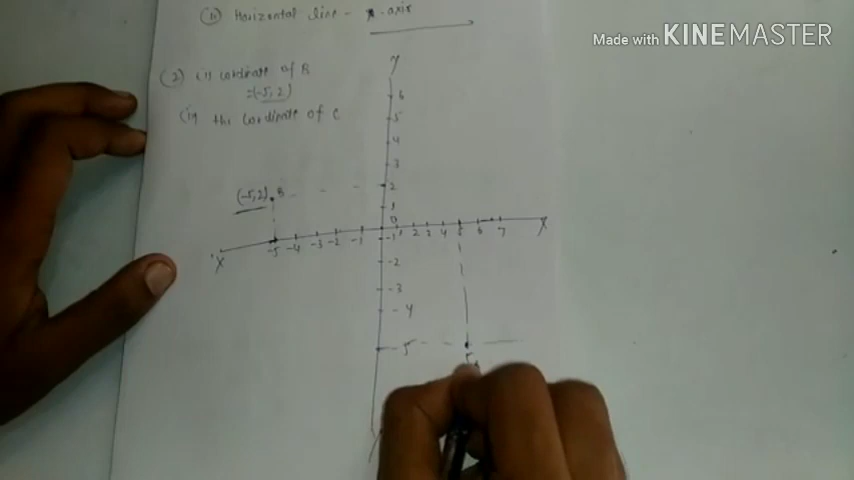 (ii) Horizontal line - x-axis
Made with KINEMASTER
Y
(2) (i) cordinate of B
= (-5, 2)
(ii) the cordinate of C
6
5
4
3
(-5, 2) B
2
1
0
X' -5 -4 -3 -2 -1 1 2 3 4 5 6 7 X
-1
-2
-3
-4
-5